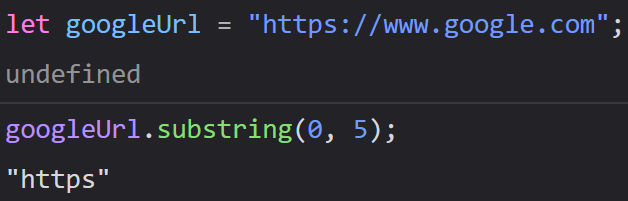 let googleUrl = "https://www.google.com";
undefined
googleUrl.substring(0, 5);
"https"